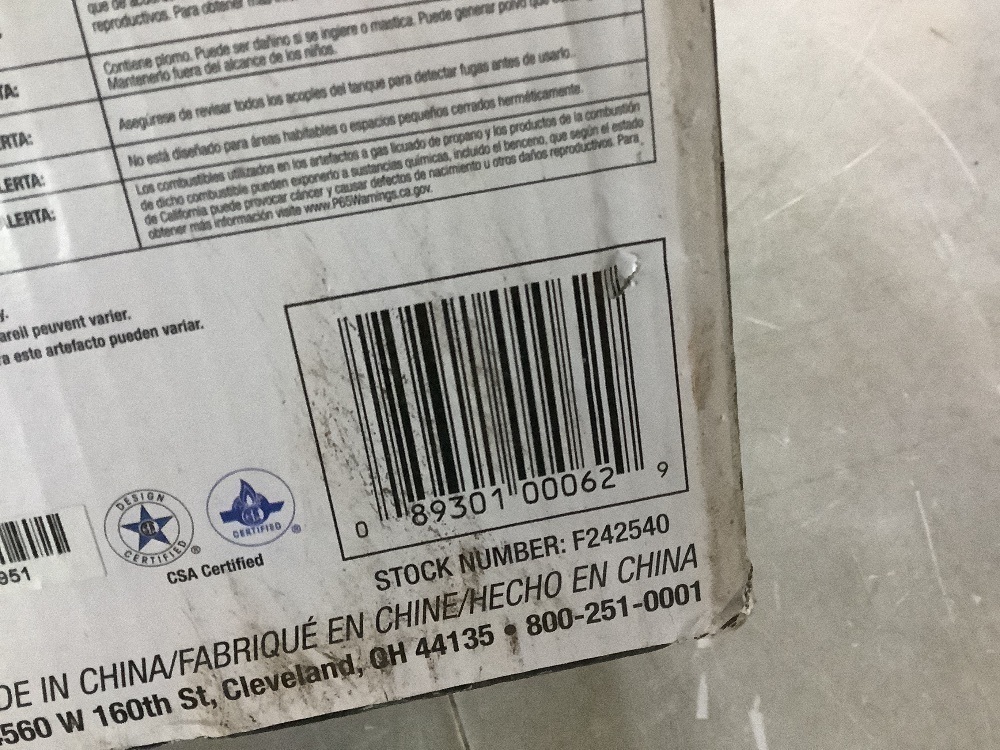 reproductivos. Para obtener
TA:
Contiene plomo. Puede ser dañino si se ingiere o mastica. Puede generar polvo que
Mantenerlo fuera del alcance de los niños.
RTA:
Asegúrese de revisar todos los acoples del tanque para detectar fugas antes de usarlo.
LERTA:
No está diseñado para áreas habitables o espacios pequeños cerrados herméticamente.
LERTA:
Los combustibles utilizados en los artefactos a gas licuado de propano y los productos de la combustión
de dicho combustible pueden exponerlo a sustancias químicas, incluido el benceno, que según el estado
de California puede provocar cáncer y causar defectos de nacimiento u otros daños reproductivos. Para
obtener más información visite www.P65Warnings.ca.gov.
y.
areil peuvent varier.
a este artefacto pueden variar.
951
DESIGN
CERTIFIED
®
CERTIFIED
®
CSA Certified
0 89301 00062 9
STOCK NUMBER: F242540
DE IN CHINA/FABRIQUÉ EN CHINE/HECHO EN CHINA
560 W 160th St, Cleveland, OH 44135 • 800-251-0001